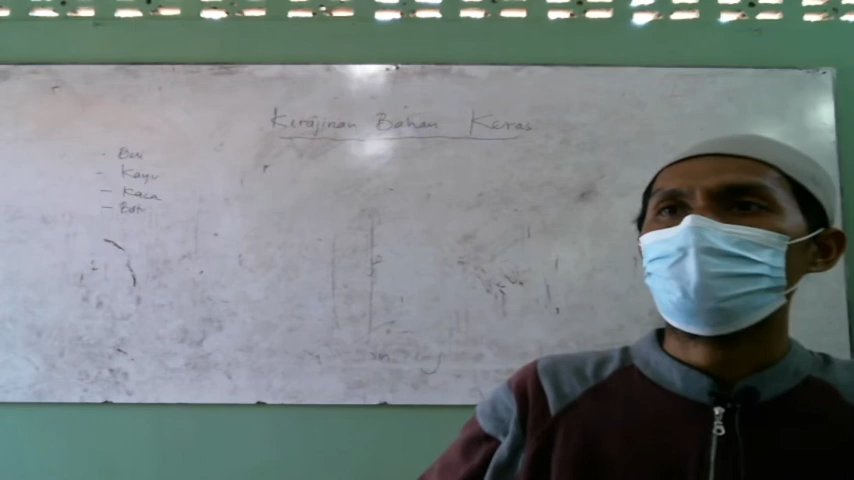 Kerajinan Bahan Keras
- Besi
- Kayu
- Kaca
- Batu